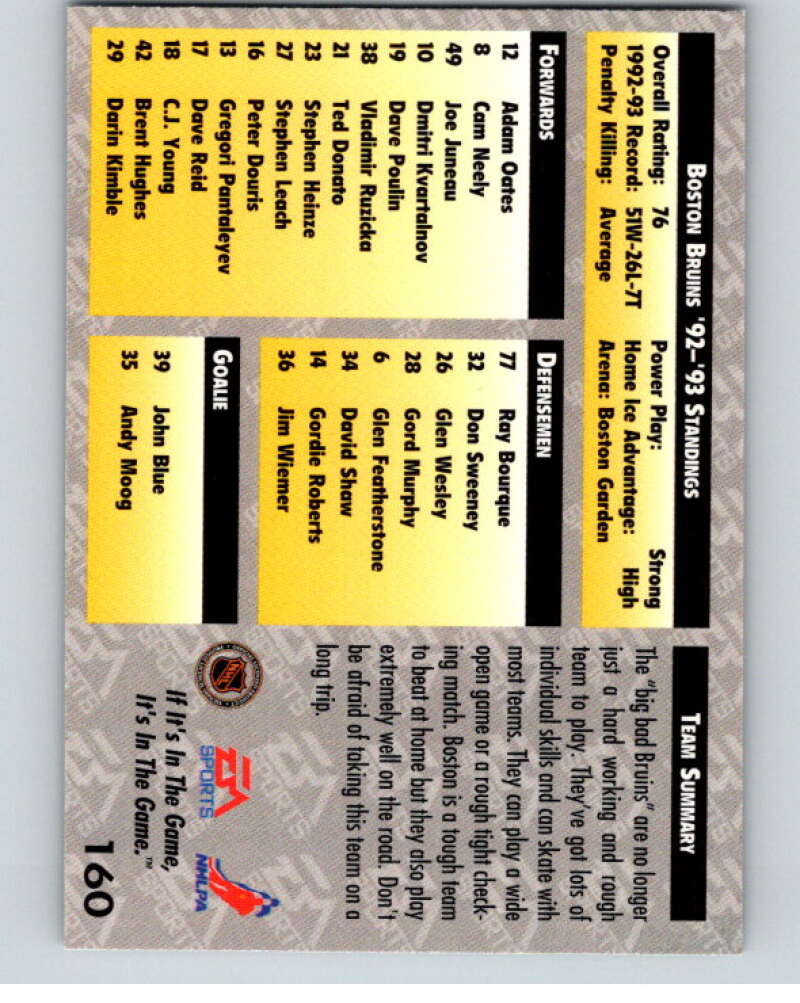 BOSTON BRUINS '92–'93 STANDINGS
Overall Rating: 76 Power Play: Strong
1992-93 Record: 51W-26L-7T Home Ice Advantage: High
Penalty Killing: Average Arena: Boston Garden
FORWARDS
12 Adam Oates
8 Cam Neely
49 Joe Juneau
10 Dmitri Kvartalnov
19 Dave Poulin
38 Vladimir Ruzicka
21 Ted Donato
23 Stephen Heinze
27 Stephen Leach
16 Peter Douris
13 Gregori Pantaleyev
17 Dave Reid
18 C.J. Young
42 Brent Hughes
29 Darin Kimble
DEFENSEMEN
77 Ray Bourque
32 Don Sweeney
26 Glen Wesley
28 Gord Murphy
6 Glen Featherstone
34 David Shaw
14 Gordie Roberts
36 Jim Wiemer
GOALIE
39 John Blue
35 Andy Moog
TEAM SUMMARY
The "big bad Bruins" are no longer
just a hard working and rough
team to play. They've got lots of
individual skills and can skate with
most teams. They can play a wide
open game or a rough tight check-
ing match. Boston is a tough team
to beat at home but they also play
extremely well on the road. Don't
be afraid of taking this team on a
long trip.
NHL
EA
SPORTS
NHLPA
If It's In The Game,
It's In The Game.™
160